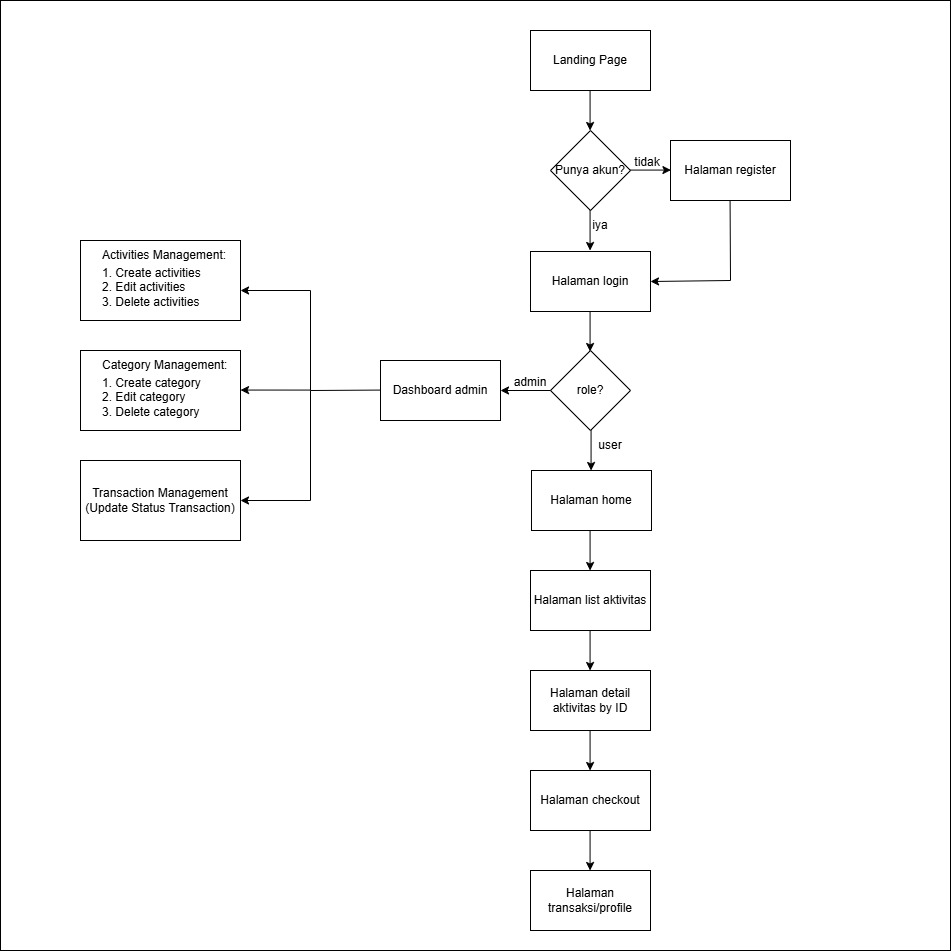 Landing Page
Punya akun?
tidak
Halaman register
iya
Halaman login
Activities Management:
1. Create activities
2. Edit activities
3. Delete activities
Category Management:
1. Create category
2. Edit category
3. Delete category
Dashboard admin
admin
role?
user
Transaction Management
(Update Status Transaction)
Halaman home
Halaman list aktivitas
Halaman detail
aktivitas by ID
Halaman checkout
Halaman
transaksi/profile